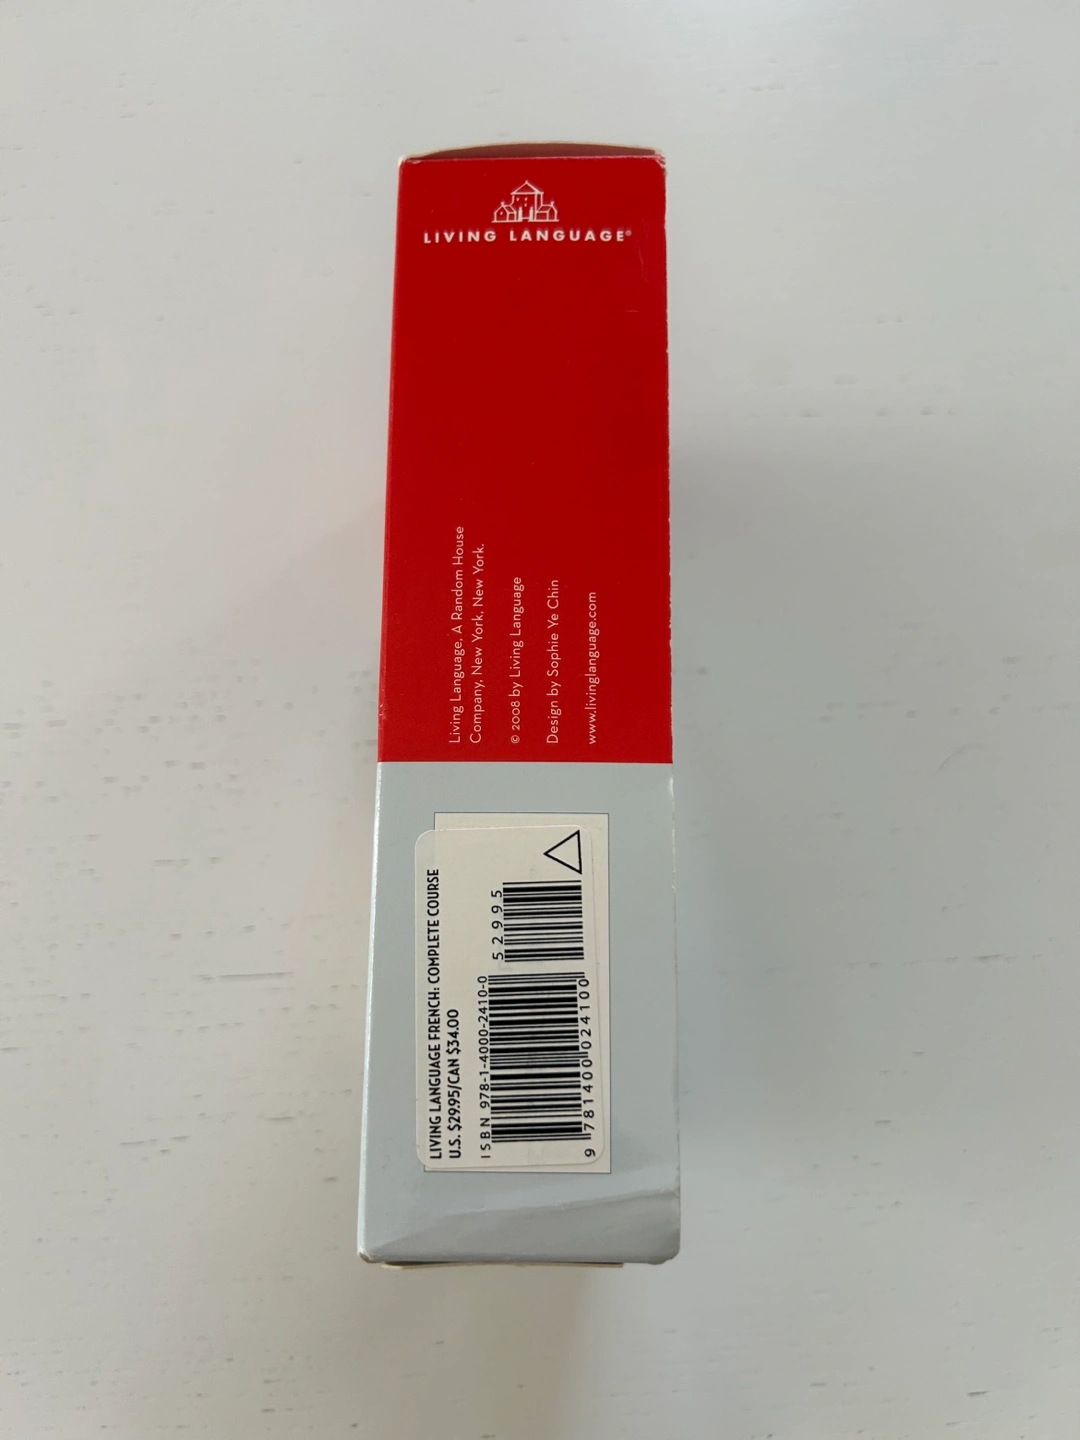 LIVING LANGUAGE®
Living Language, A Random House
Company, New York, New York.
© 2008 by Living Language
Design by Sophie Ye Chin
www.livinglanguage.com
LIVING LANGUAGE FRENCH: COMPLETE COURSE
U.S. $29.95/CAN $34.00
ISBN 978-1-4000-2410-0
52995
9 781400 024100